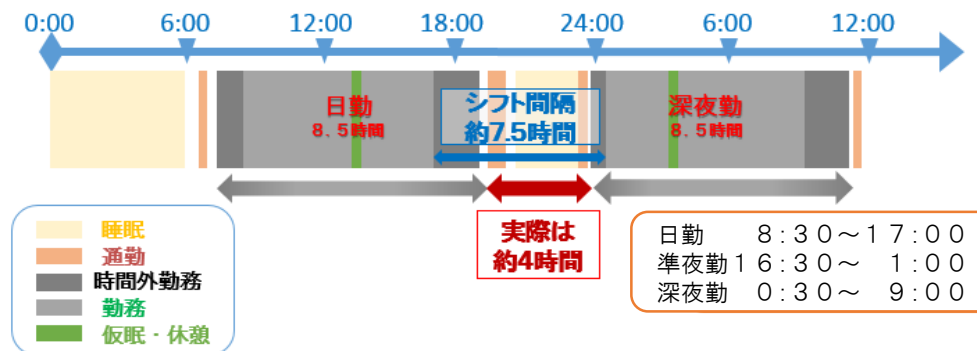 0:00 6:00 12:00 18:00 24:00 6:00 12:00
日勤
8.5時間
シフト間隔
約7.5時間
深夜勤
8.5時間
実際は
約4時間
睡眠
通勤
時間外勤務
勤務
仮眠・休憩
日勤 8:30～17:00
準夜勤16:30～ 1:00
深夜勤 0:30～ 9:00